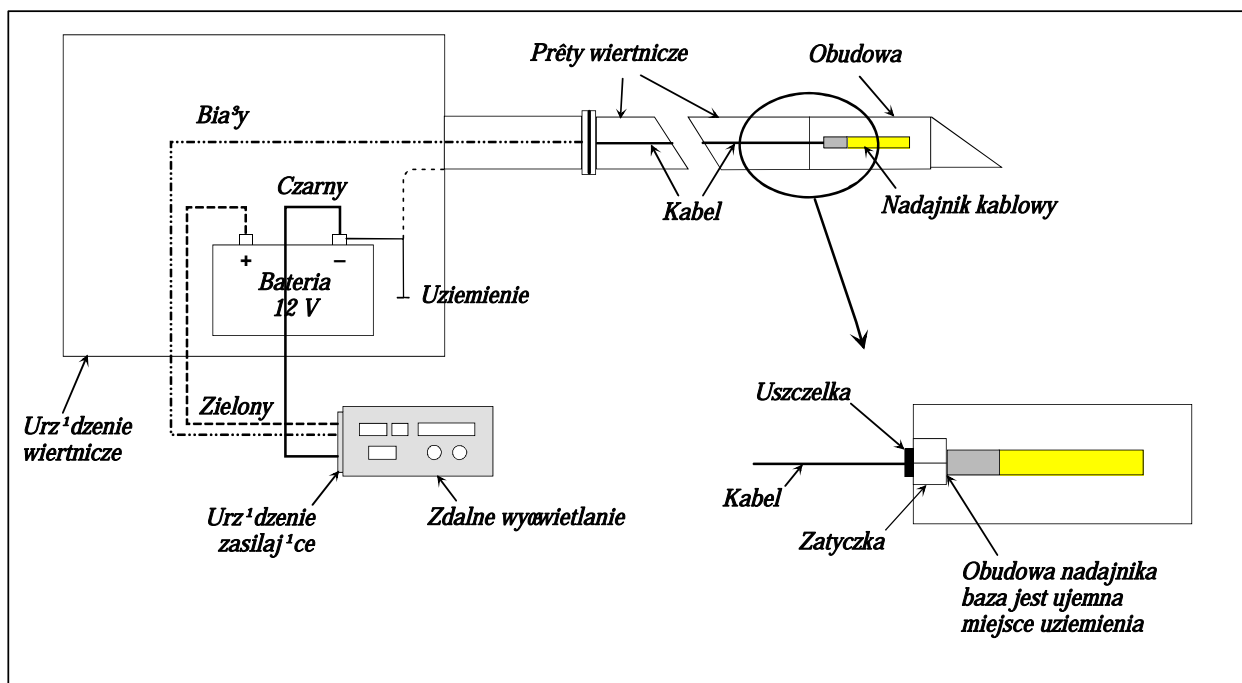 Prêty wiertnicze
Obudowa
Bia³y
Czarny
Kabel
Nadajnik kablowy
+
–
Bateria
12 V
Uziemienie
Zielony
Urz¹dzenie
wiertnicze
Urz¹dzenie
zasilaj¹ce
Zdalne wyœwietlanie
Uszczelka
Kabel
Zatyczka
Obudowa nadajnika
baza jest ujemna
miejsce uziemienia